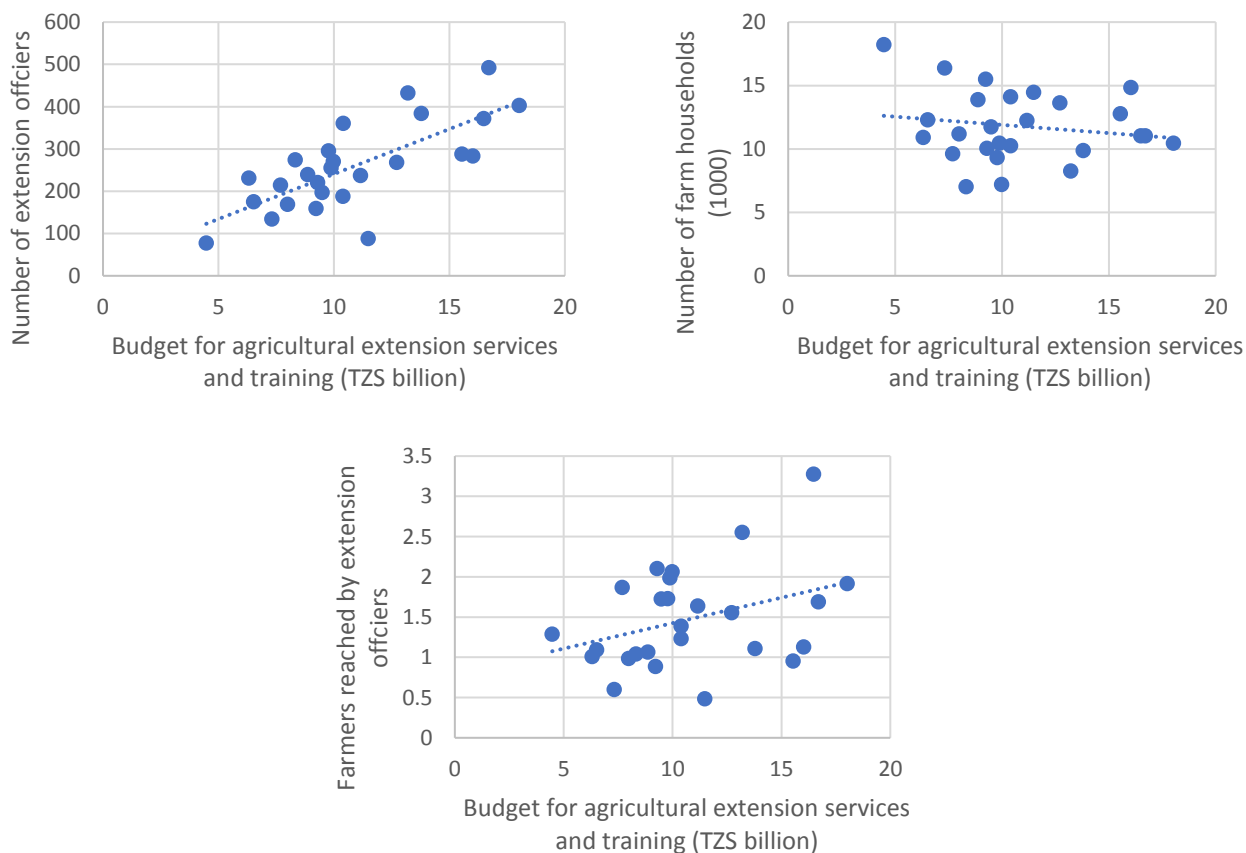 Number of extension offciers
600
500
400
300
200
100
0
0 5 10 15 20
Budget for agricultural extension services
and training (TZS billion)
Number of farm households
(1000)
20
15
10
5
0
0 5 10 15 20
Budget for agricultural extension services
and training (TZS billion)
Farmers reached by extension
offciers
3.5
3
2.5
2
1.5
1
0.5
0
0 5 10 15 20
Budget for agricultural extension services
and training (TZS billion)